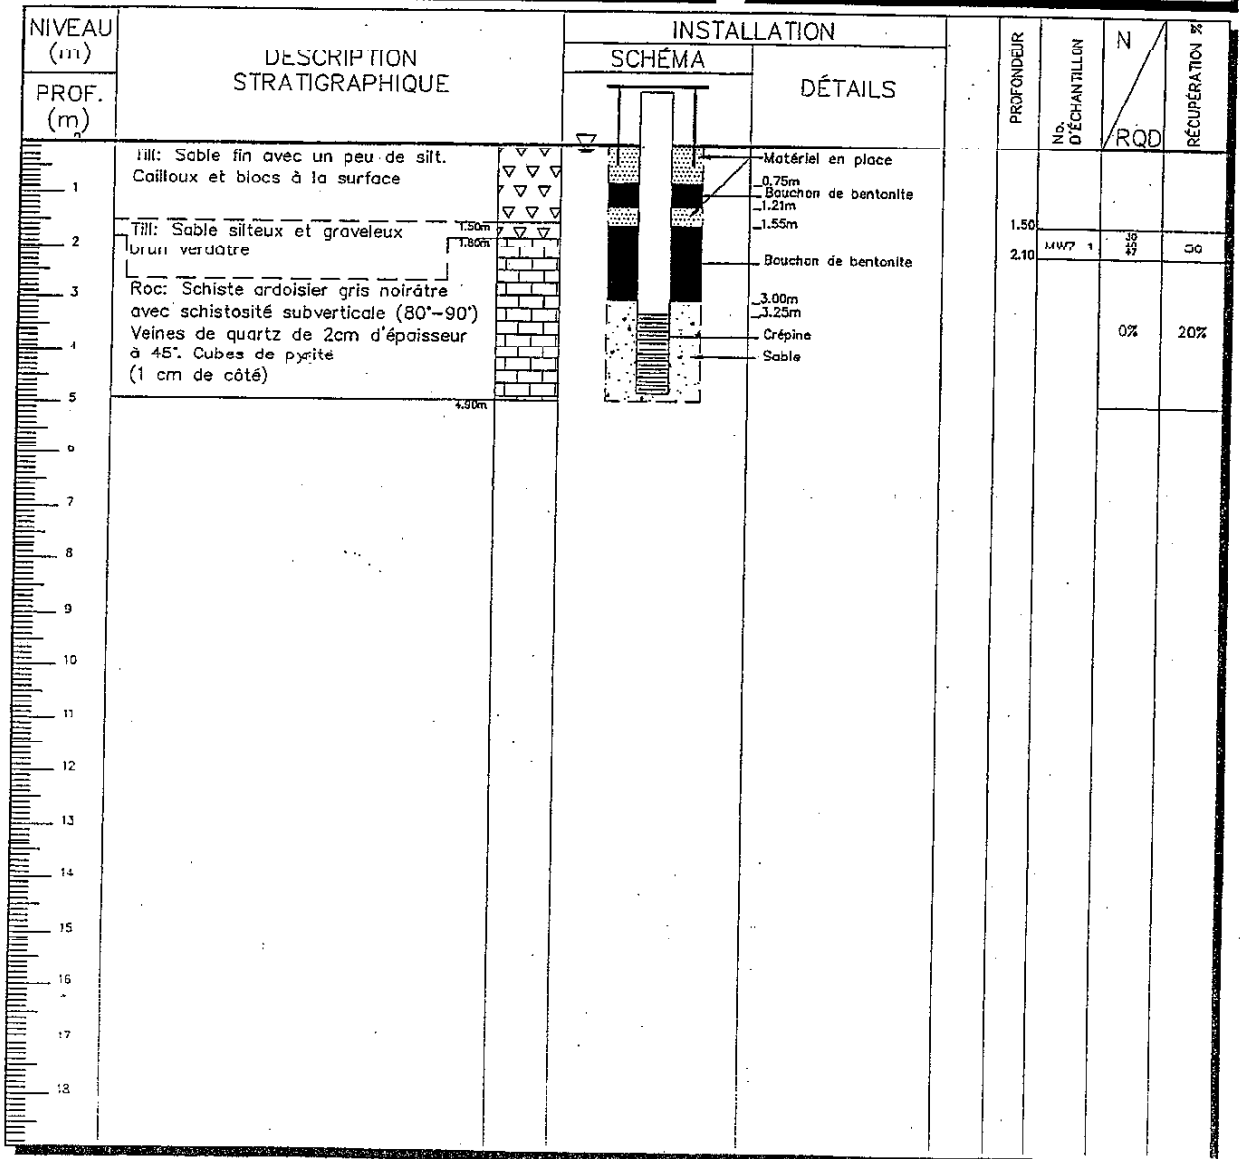 NIVEAU
(m)
PROF.
(m)
DESCRIPTION
STRATIGRAPHIQUE
INSTALLATION
SCHÉMA
DÉTAILS
PROFONDEUR
No.
D'ÉCHANTILLON
N
RQD
RÉCUPÉRATION %
Till: Sable fin avec un peu de silt.
Cailloux et blocs à la surface
1.50m
Till: Sable silteux et graveleux
brun verdâtre
1.80m
Roc: Schiste ardoisier gris noirâtre
avec schistosité subverticale (80°-90°)
Veines de quartz de 2cm d'épaisseur
à 45°. Cubes de pyrite
(1 cm de côté)
4.90m
Matériel en place
0.75m
Bouchon de bentonite
1.21m
1.55m
Bouchon de bentonite
3.00m
3.25m
Crépine
Sable
1.50
2.10
MW7 1
0%
20%
1
2
3
4
5
6
7
8
9
10
11
12
13
14
15
16
17
18